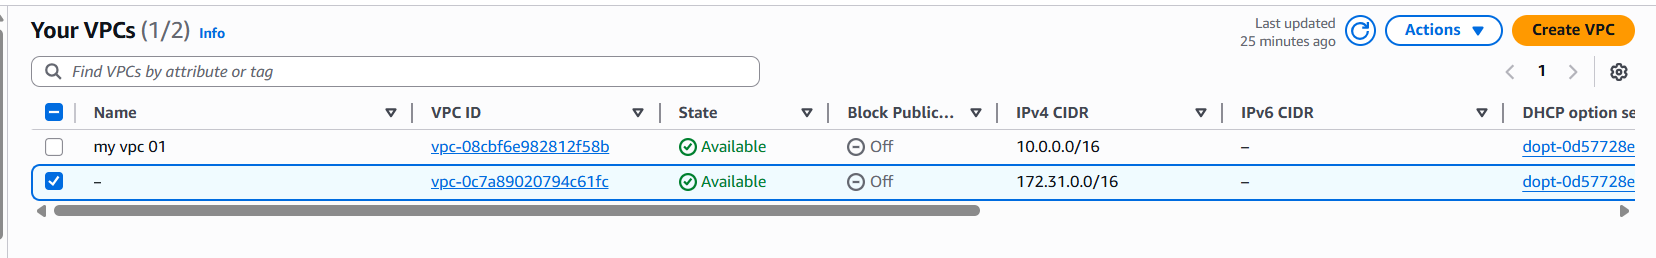 Your VPCs (1/2) Info
Last updated
25 minutes ago
Actions
Create VPC
Find VPCs by attribute or tag
1
Name VPC ID State Block Public... IPv4 CIDR IPv6 CIDR DHCP option se
my vpc 01 vpc-08cbf6e982812f58b Available Off 10.0.0.0/16 – dopt-0d57728e
– vpc-0c7a89020794c61fc Available Off 172.31.0.0/16 – dopt-0d57728e